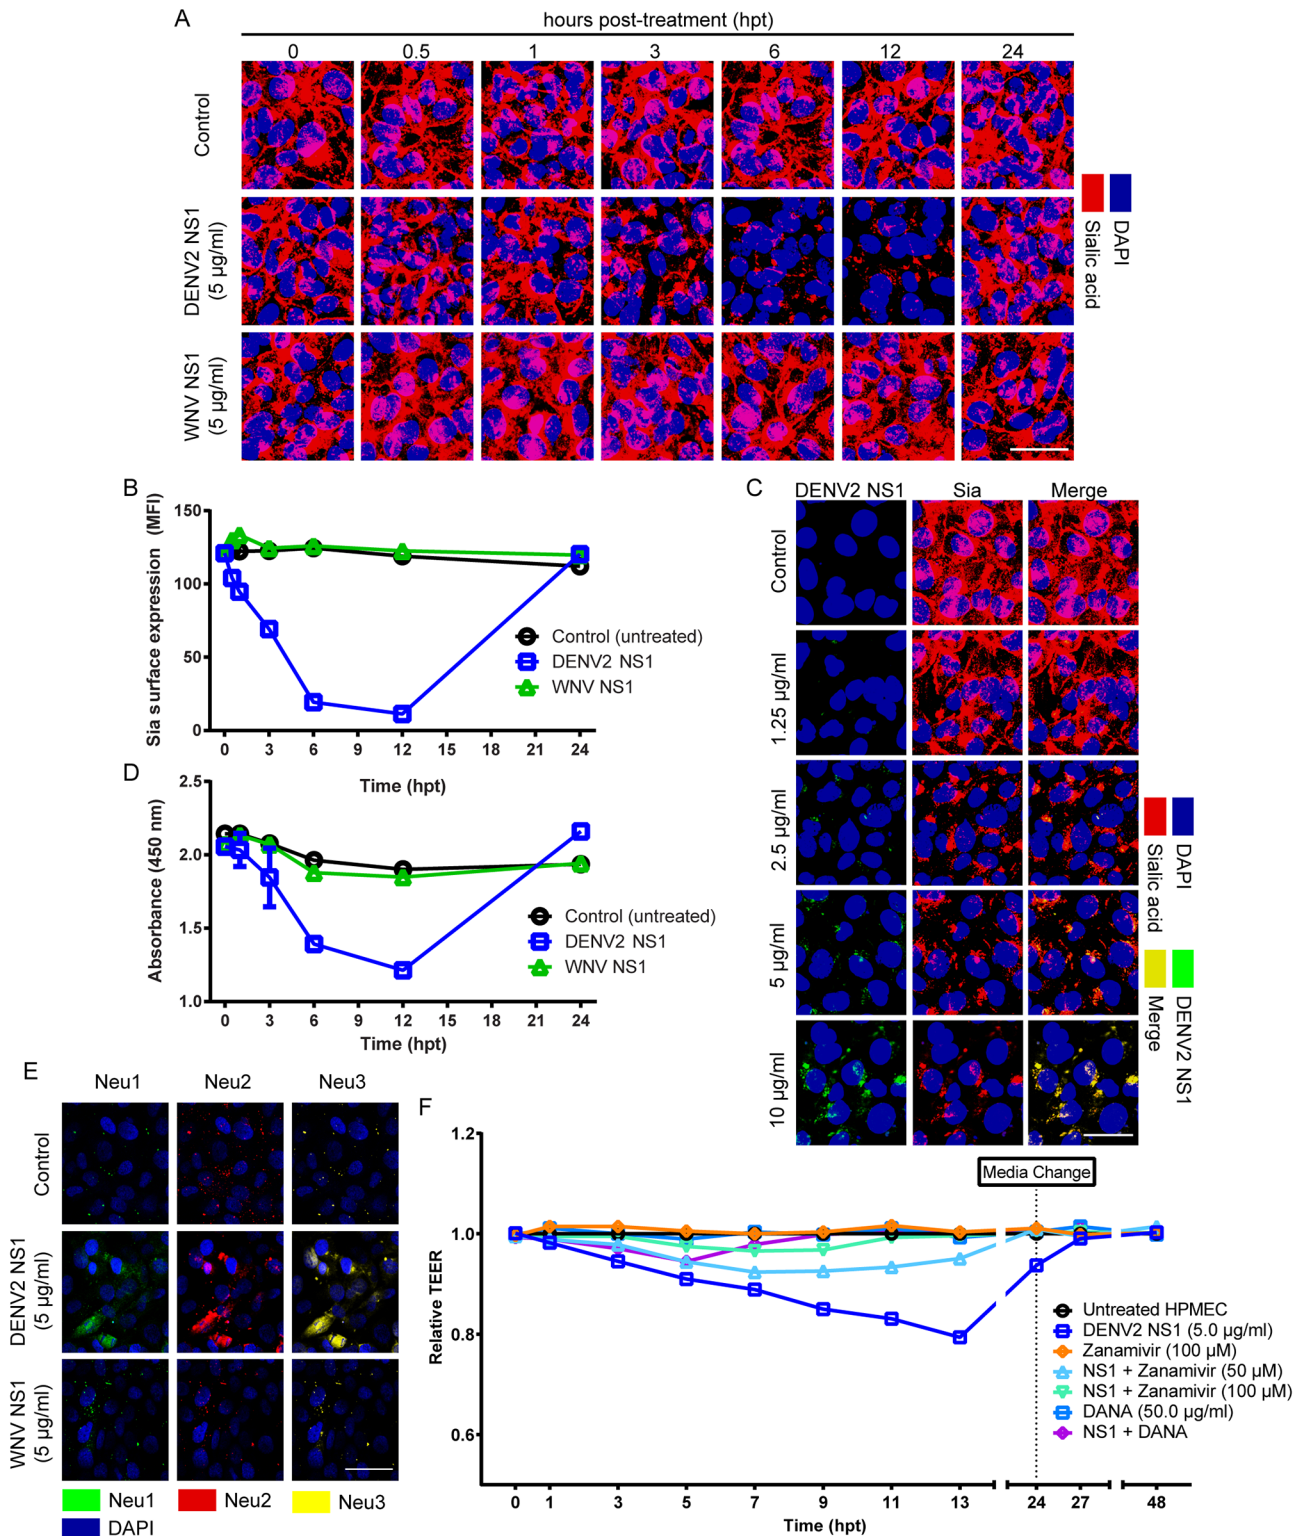 A
hours post-treatment (hpt)
0 0.5 1 3 6 12 24
Control
DENV2 NS1
(5 µg/ml)
WNV NS1
(5 µg/ml)
DAPI
Sialic acid
B
Sia surface expression (MFI)
150
100
50
0
0 3 6 12 15 18 21 24
Time (hpt)
Control (untreated)
DENV2 NS1
WNV NS1
C
DENV2 NS1 Sia Merge
Control
1.25 µg/ml
2.5 µg/ml
5 µg/ml
10 µg/ml
DAPI
Sialic acid
DENV2 NS1
Merge
D
Absorbance (450 nm)
2.5
2.0
1.5
1.0
0 3 6 12 15 18 21 24
Time (hpt)
Control (untreated)
DENV2 NS1
WNV NS1
E
Neu1 Neu2 Neu3
Control
DENV2 NS1
(5 µg/ml)
WNV NS1
(5 µg/ml)
Neu1 Neu2 Neu3
DAPI
F
Relative TEER
1.2
1.0
0.8
0.6
Media Change
Untreated HPMEC
DENV2 NS1 (5.0 µg/ml)
Zanamivir (100 µM)
NS1 + Zanamivir (50 µM)
NS1 + Zanamivir (100 µM)
DANA (50.0 µg/ml)
NS1 + DANA
0 1 3 5 7 9 11 13 24 27 48
Time (hpt)